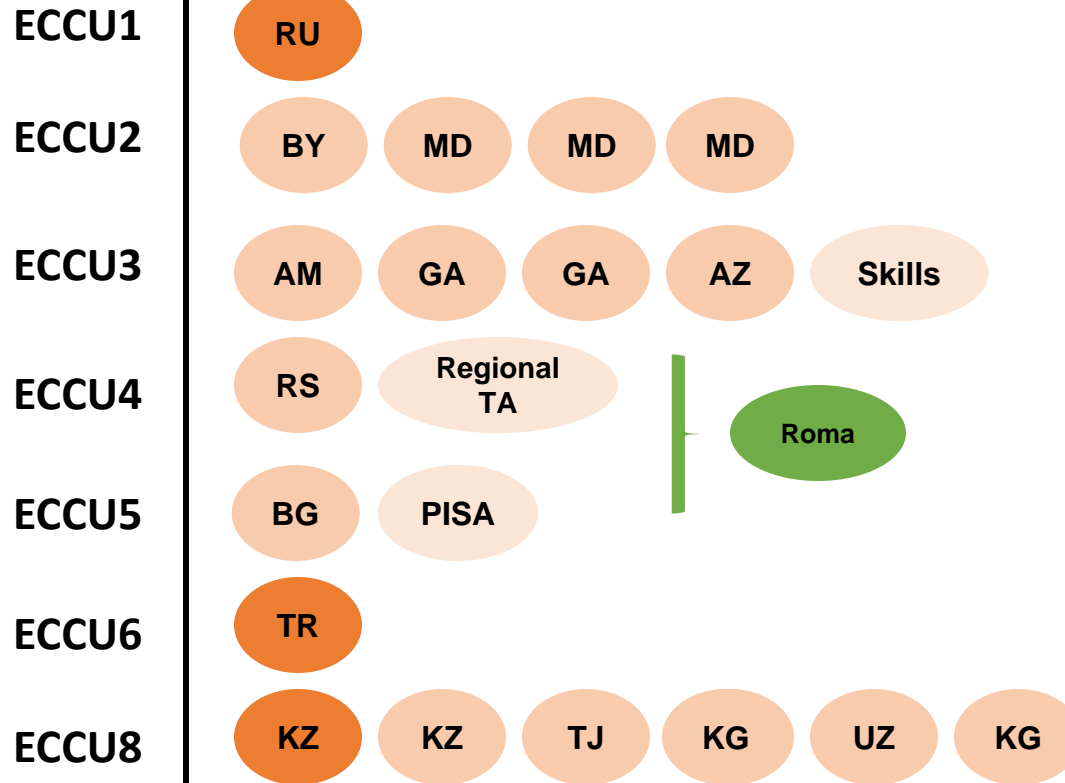 ECCU1
RU
ECCU2
BY MD MD MD
ECCU3
AM GA GA AZ Skills
ECCU4
RS Regional
TA
Roma
ECCU5
BG PISA
ECCU6
TR
ECCU8
KZ KZ TJ KG UZ KG